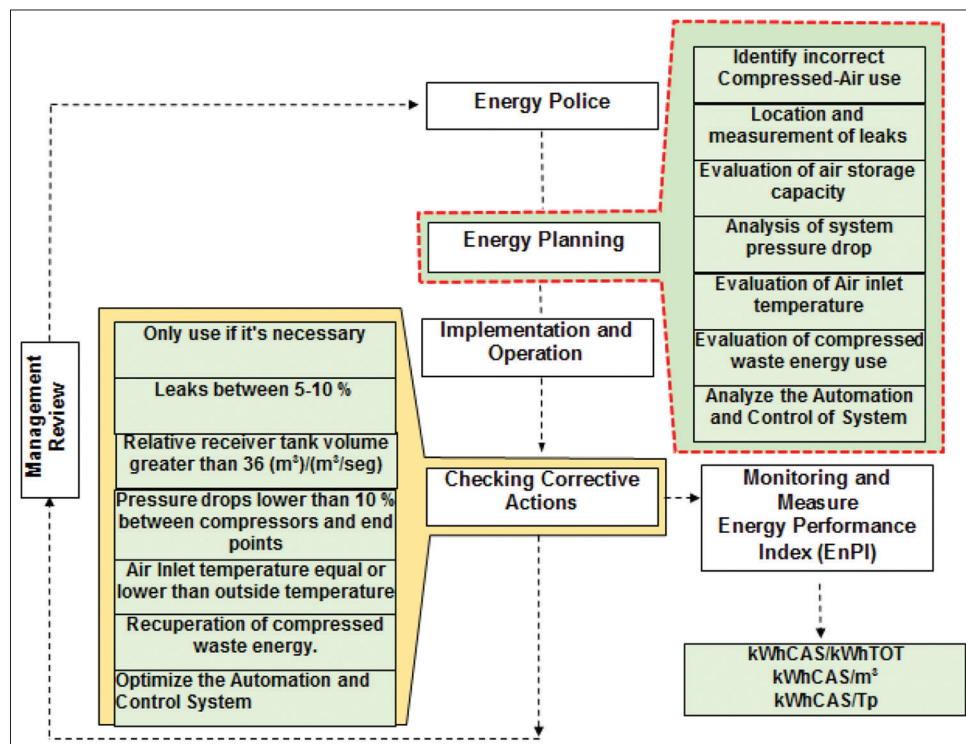 Energy Police
Identify incorrect
Compressed-Air use
Location and
measurement of leaks
Evaluation of air storage
capacity
Analysis of system
pressure drop
Evaluation of Air inlet
temperature
Evaluation of compressed
waste energy use
Analyze the Automation
and Control of System
Energy Planning
Implementation and
Operation
Management
Review
Only use if it's necessary
Leaks between 5-10 %
Relative receiver tank volume
greater than 36 (m³)/(m³/seg)
Pressure drops lower than 10 %
between compressors and end
points
Air Inlet temperature equal or
lower than outside temperature
Recuperation of compressed
waste energy.
Optimize the Automation and
Control System
Checking Corrective
Actions
Monitoring and
Measure
Energy Performance
Index (EnPI)
kWhCAS/kWhTOT
kWhCAS/m³
kWhCAS/Tp